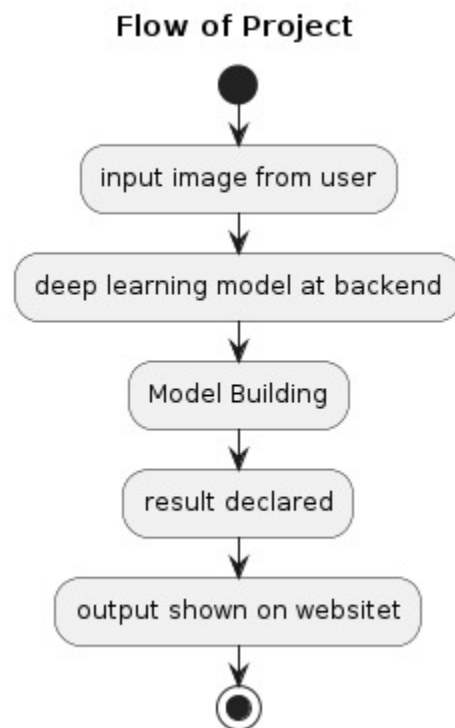 Flow of Project
input image from user
deep learning model at backend
Model Building
result declared
output shown on websitet